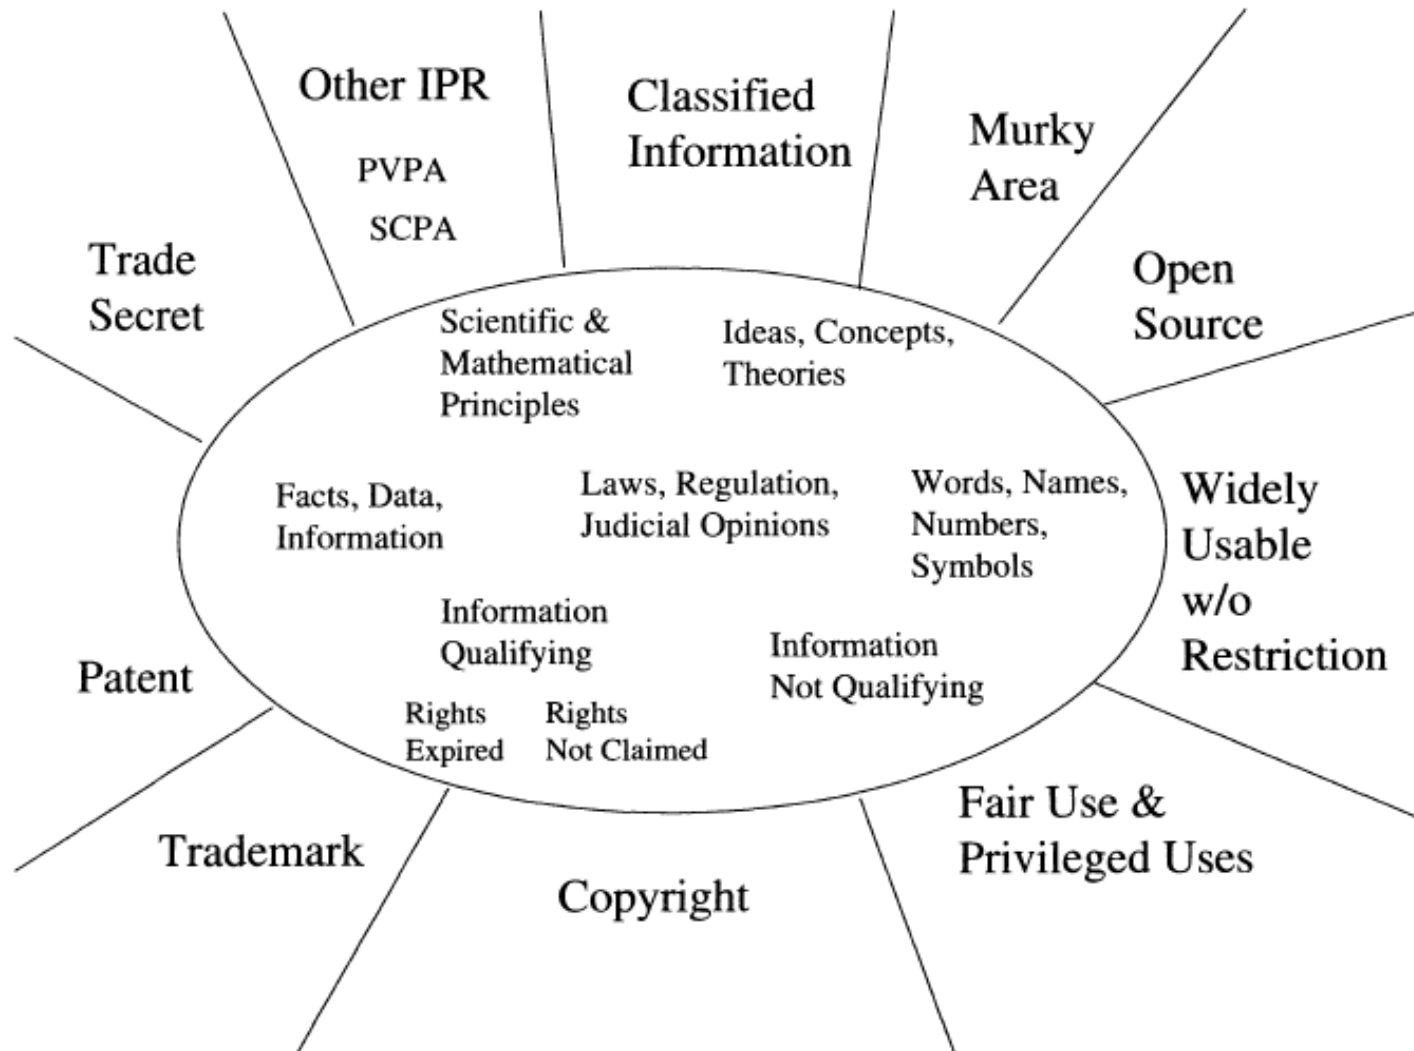 Other IPR
PVPA
SCPA
Classified
Information
Murky
Area
Trade
Secret
Open
Source
Scientific &
Mathematical
Principles
Ideas, Concepts,
Theories
Facts, Data,
Information
Laws, Regulation,
Judicial Opinions
Words, Names,
Numbers,
Symbols
Widely
Usable
w/o
Restriction
Information
Qualifying
Information
Not Qualifying
Rights
Expired
Rights
Not Claimed
Patent
Trademark
Copyright
Fair Use &
Privileged Uses